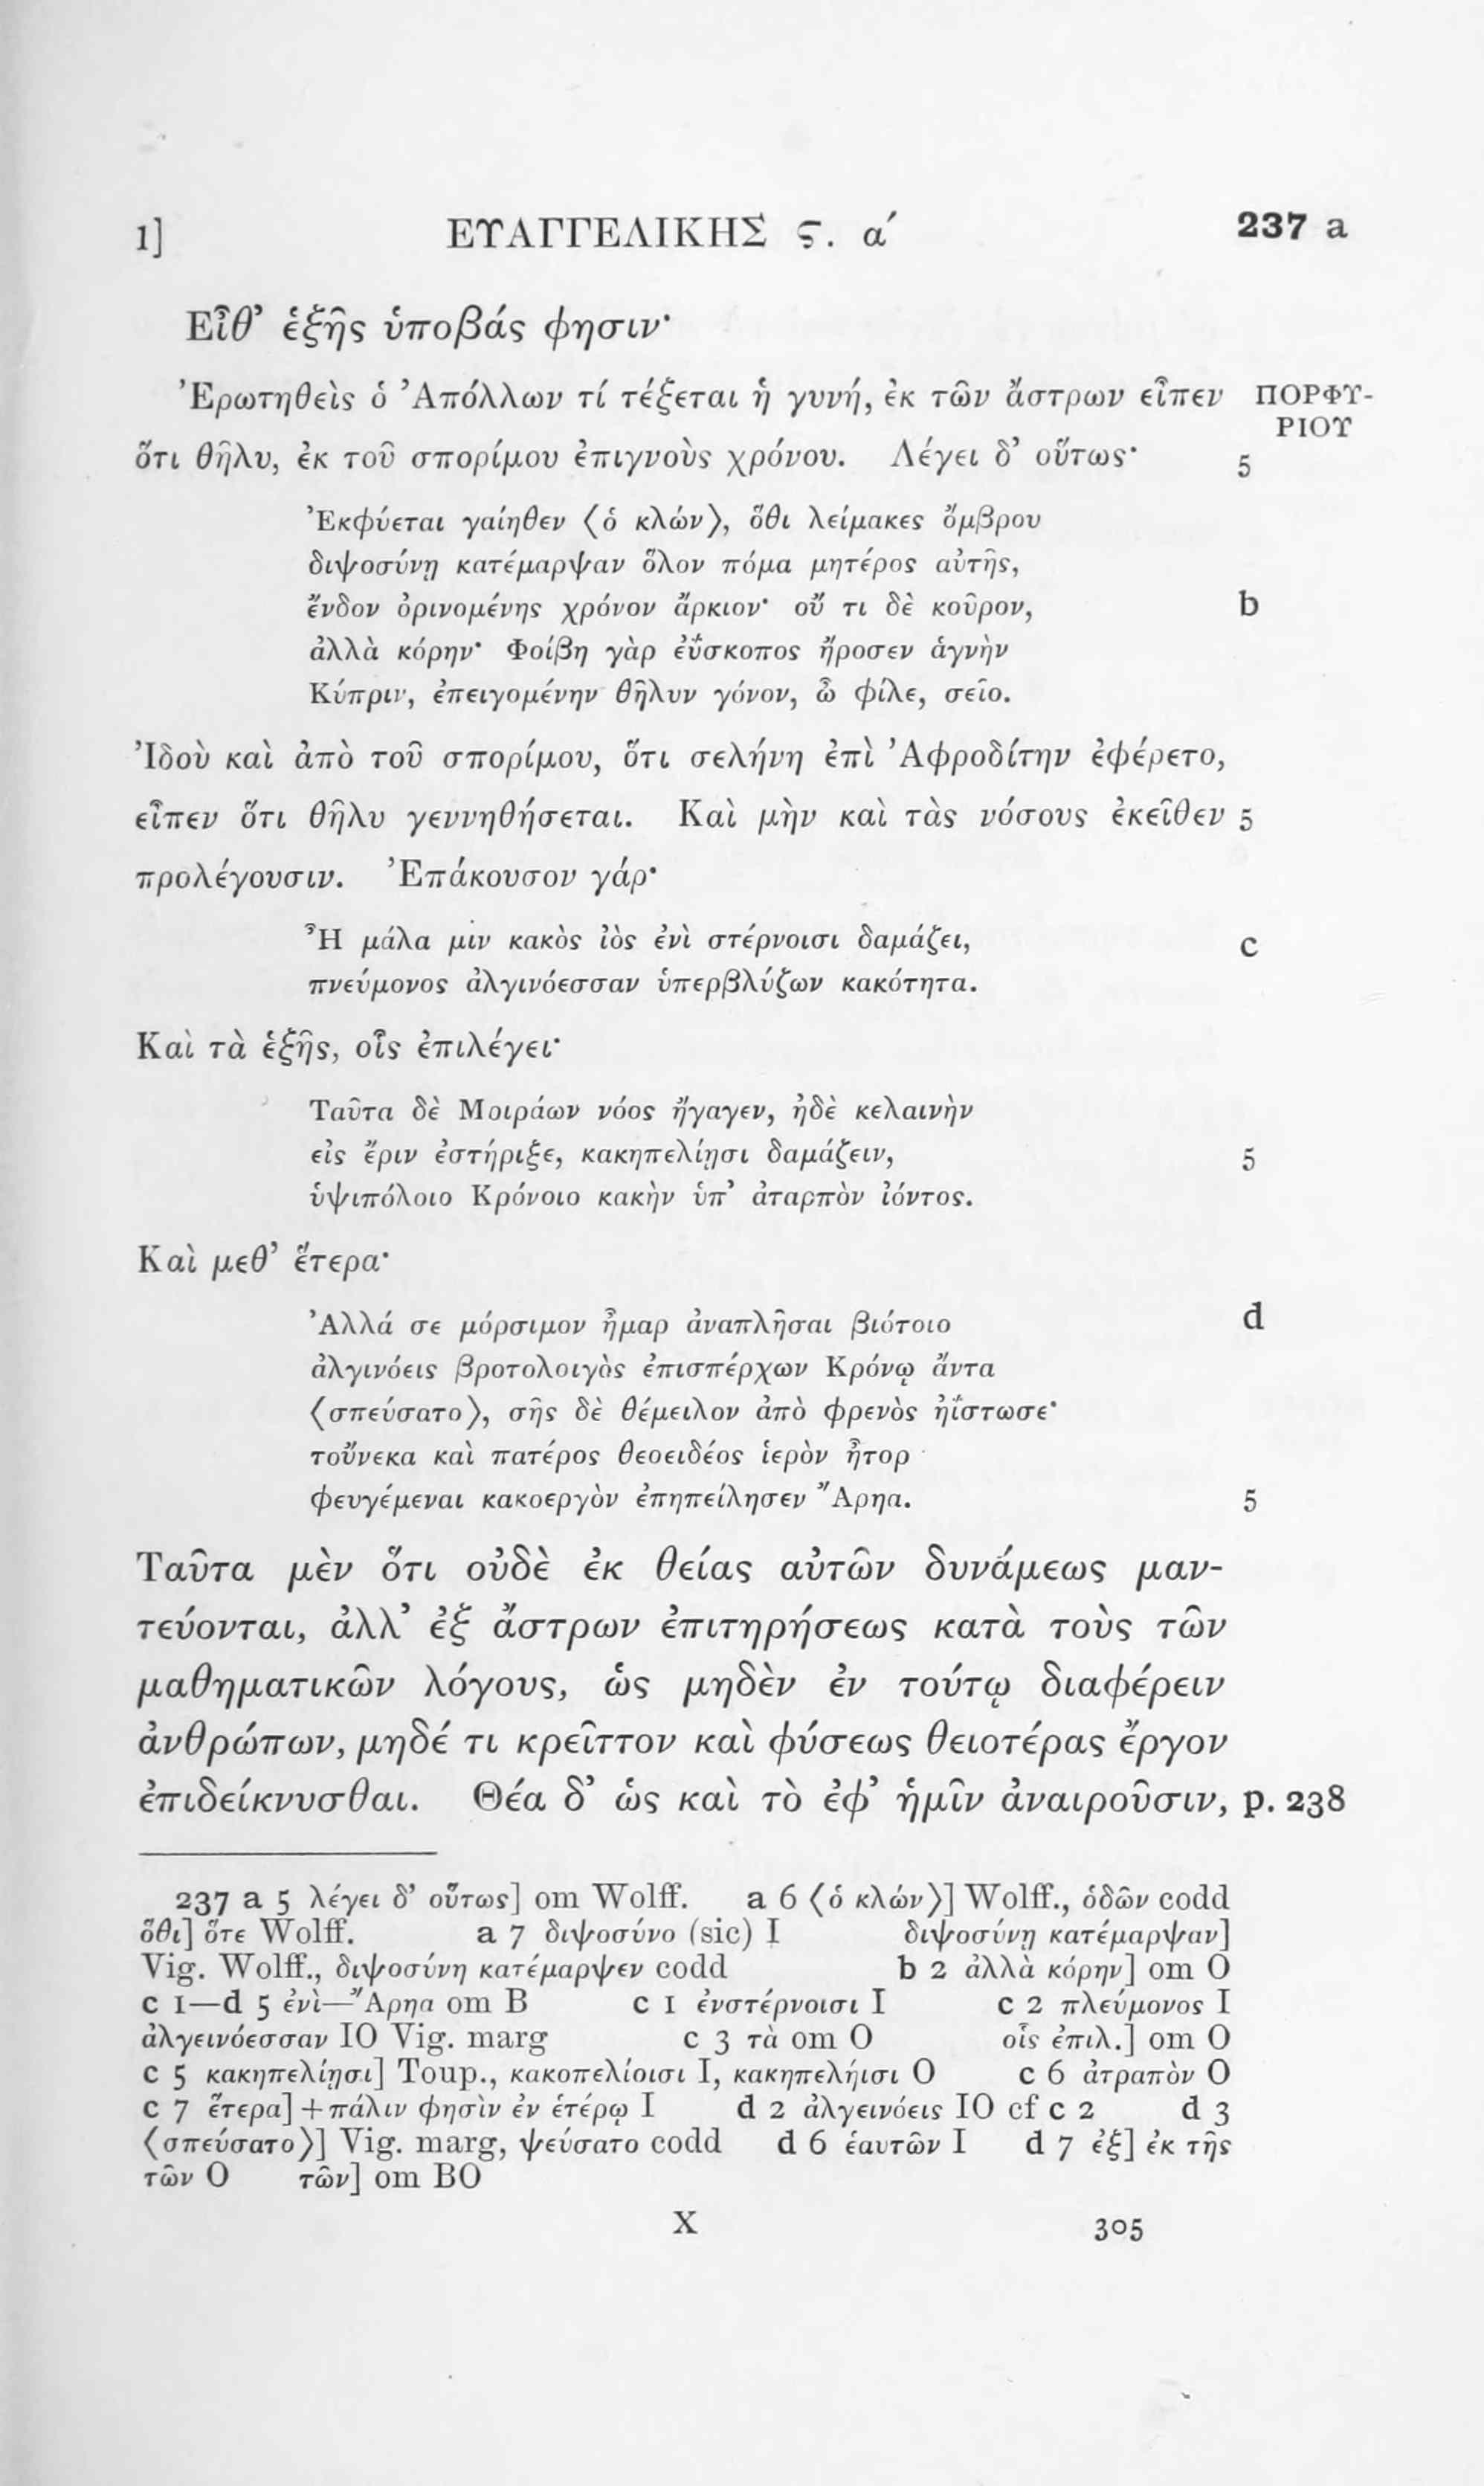 1] ΕΥΑΓΓΕΛΙΚΗΣ ϛ. α΄ 237 a
Εἶθ’ ἑξῆς ὑποβάς φησιν·
Ἐρωτηθεὶς ὁ Ἀπόλλων τί τέξεται ἡ γυνή, ἐκ τῶν ἄστρων εἶπεν ΠΟΡΦΥ-
ΡΙΟΥ
ὅτι θῆλυ, ἐκ τοῦ σπορίμου ἐπιγνοὺς χρόνου. Λέγει δ’ οὕτως· 5
Ἐκφύεται γαίηθεν ⟨ὁ κλών⟩, ὅθι λείμακες ὄμβρου
διψοσύνῃ κατέμαρψαν ὅλον πόμα μητέρος αὐτῆς,
ἔνδον ὀρινομένης χρόνον ἄρκιον· οὔ τι δὲ κοῦρον, b
ἀλλὰ κόρην· Φοίβη γὰρ ἐΰσκοπος ἤροσεν ἁγνὴν
Κύπριν, ἐπειγομένην θῆλυν γόνον, ὦ φίλε, σεῖο.
Ἰδοὺ καὶ ἀπὸ τοῦ σπορίμου, ὅτι σελήνη ἐπὶ Ἀφροδίτην ἐφέρετο,
εἶπεν ὅτι θῆλυ γεννηθήσεται. Καὶ μὴν καὶ τὰς νόσους ἐκεῖθεν 5
προλέγουσιν. Ἐπάκουσον γάρ·
Ἦ μάλα μιν κακὸς ἰὸς ἐνὶ στέρνοισι δαμάζει, c
πνεύμονος ἀλγινόεσσαν ὑπερβλύζων κακότητα.
Καὶ τὰ ἑξῆς, οἷς ἐπιλέγει·
Ταῦτα δὲ Μοιράων νόος ἤγαγεν, ἠδὲ κελαινὴν
εἰς ἔριν ἐστήριξε, κακηπελίῃσι δαμάζειν, 5
ὑψιπόλοιο Κρόνοιο κακὴν ὑπ’ ἀταρπὸν ἰόντος.
Καὶ μεθ’ ἕτερα·
Ἀλλά σε μόρσιμον ἦμαρ ἀναπλῆσαι βιότοιο d
ἀλγινόεις βροτολοιγὸς ἐπισπέρχων Κρόνῳ ἄντα
⟨σπεύσατο⟩, σῆς δὲ θέμειλον ἀπὸ φρενὸς ἠΐστωσε·
τοὔνεκα καὶ πατέρος θεοειδέος ἱερὸν ἦτορ
φευγέμεναι κακοεργὸν ἐπηπείλησεν Ἄρηα. 5
Ταῦτα μὲν ὅτι οὐδὲ ἐκ θείας αὐτῶν δυνάμεως μαν-
τεύονται, ἀλλ’ ἐξ ἄστρων ἐπιτηρήσεως κατὰ τοὺς τῶν
μαθηματικῶν λόγους, ὡς μηδὲν ἐν τούτῳ διαφέρειν
ἀνθρώπων, μηδέ τι κρεῖττον καὶ φύσεως θειοτέρας ἔργον
ἐπιδείκνυσθαι. Θέα δ’ ὡς καὶ τὸ ἐφ’ ἡμῖν ἀναιροῦσιν, p. 238
237 a 5 λέγει δ’ οὕτως] om Wolff. a 6 ⟨ὁ κλών⟩] Wolff., ὁδῶν codd
ὅθι] ὅτε Wolff. a 7 διψοσύνο (sic) I διψοσύνῃ κατέμαρψαν]
Vig. Wolff., διψοσύνη κατέμαρψεν codd b 2 ἀλλὰ κόρην] om O
c 1—d 5 ἐνὶ—Ἄρηα om B c 1 ἐνστέρνοισι I c 2 πλεύμονος I
ἀλγεινόεσσαν IO Vig. marg c 3 τὰ om O οἷς ἐπιλ.] om O
c 5 κακηπελίῃσι] Toup., κακοπελίοισι I, κακηπελήισι O c 6 ἀτραπὸν O
c 7 ἕτερα] + πάλιν φησὶν ἐν ἑτέρῳ I d 2 ἀλγεινόεις IO cf c 2 d 3
⟨σπεύσατο⟩] Vig. marg, ψεύσατο codd d 6 ἑαυτῶν I d 7 ἐξ] ἐκ τῆς
τῶν O τῶν] om BO
X 305